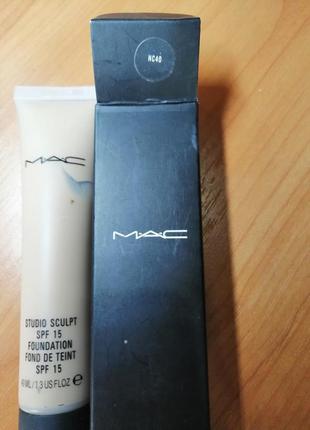 NC40
MAC
MAC
STUDIO SCULPT
SPF 15
FOUNDATION
FOND DE TEINT
SPF 15
40 ML / 1.3 US FL OZ ℮